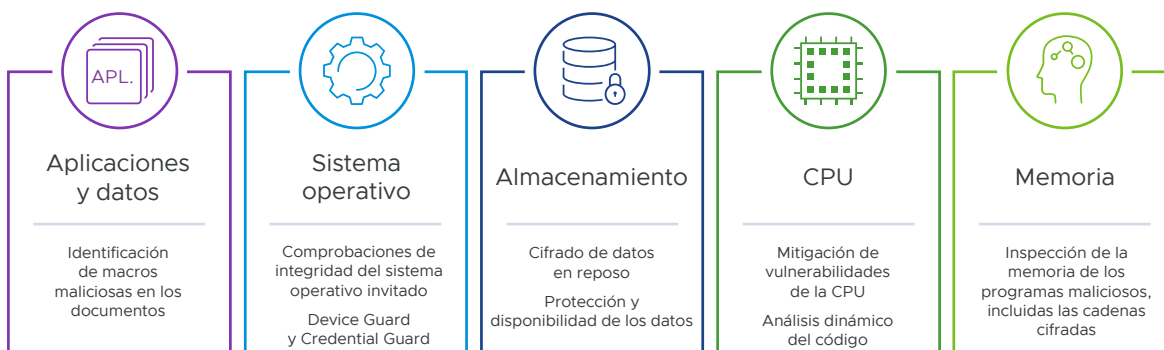 APL.
Aplicaciones
y datos
Identificación
de macros
maliciosas en los
documentos
Sistema
operativo
Comprobaciones de
integridad del sistema
operativo invitado
Device Guard
y Credential Guard
Almacenamiento
Cifrado de datos
en reposo
Protección y
disponibilidad de los datos
CPU
Mitigación de
vulnerabilidades
de la CPU
Análisis dinámico
del código
Memoria
Inspección de la
memoria de los
programas maliciosos,
incluidas las cadenas
cifradas